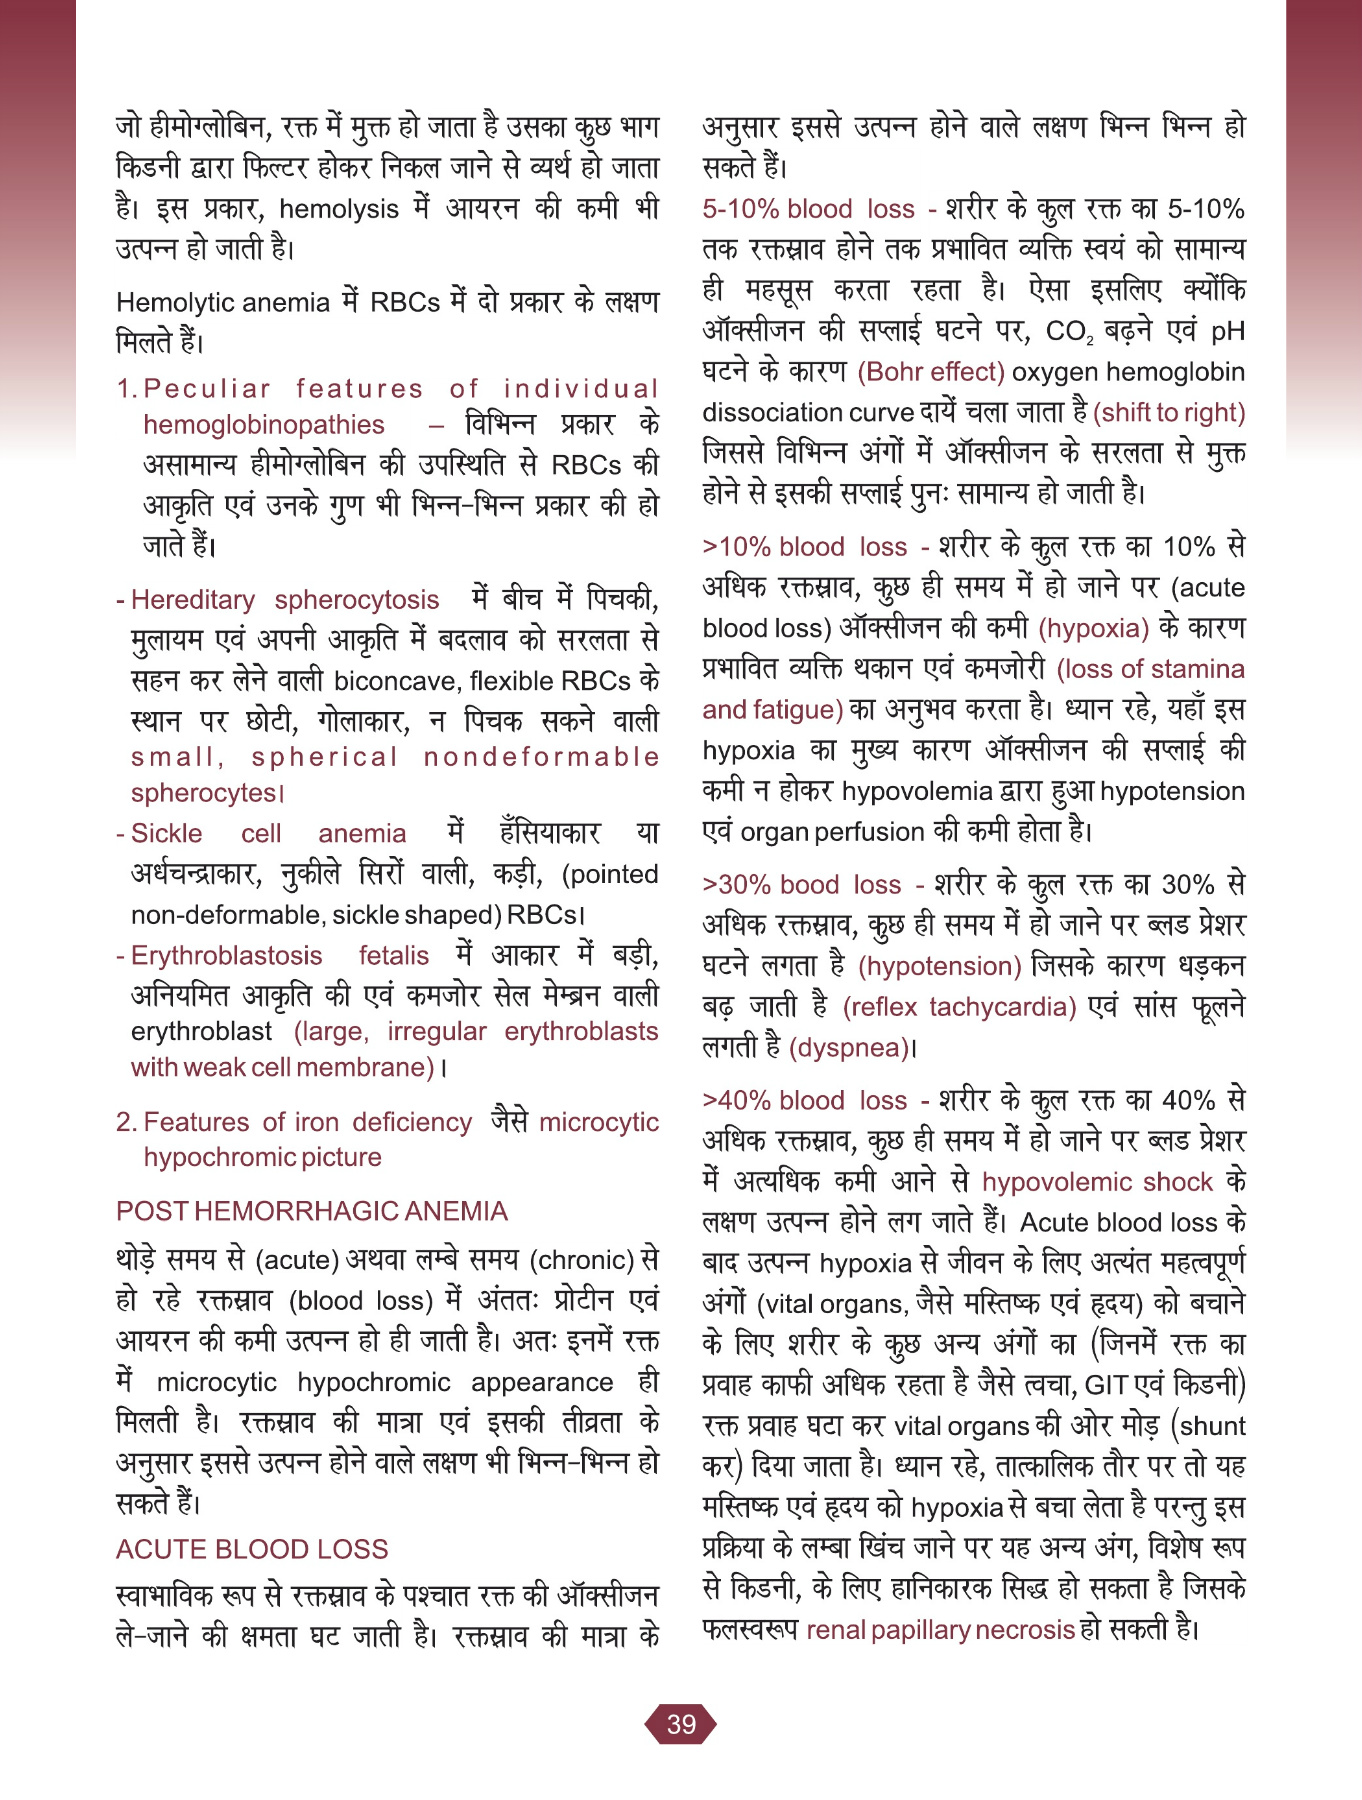 जो हीमोग्लोबिन, रक्त में मुक्त हो जाता है उसका कुछ भाग
किडनी द्वारा फिल्टर होकर निकल जाने से व्यर्थ हो जाता
है। इस प्रकार, hemolysis में आयरन की कमी भी
उत्पन्न हो जाती है।
Hemolytic anemia में RBCs में दो प्रकार के लक्षण
मिलते हैं।
1. Peculiar features of individual
hemoglobinopathies – विभिन्न प्रकार के
असामान्य हीमोग्लोबिन की उपस्थिति से RBCs की
आकृति एवं उनके गुण भी भिन्न-भिन्न प्रकार की हो
जाते हैं।
- Hereditary spherocytosis में बीच में पिचकी,
मुलायम एवं अपनी आकृति में बदलाव को सरलता से
सहन कर लेने वाली biconcave, flexible RBCs के
स्थान पर छोटी, गोलाकार, न पिचक सकने वाली
small, spherical nondeformable
spherocytes।
- Sickle cell anemia में हँसियाकार या
अर्धचन्द्राकार, नुकीले सिरों वाली, कड़ी, (pointed
non-deformable, sickle shaped) RBCs।
- Erythroblastosis fetalis में आकार में बड़ी,
अनियमित आकृति की एवं कमजोर सेल मेम्ब्रन वाली
erythroblast (large, irregular erythroblasts
with weak cell membrane)।
2. Features of iron deficiency जैसे microcytic
hypochromic picture
POST HEMORRHAGIC ANEMIA
थोड़े समय से (acute) अथवा लम्बे समय (chronic) से
हो रहे रक्तस्राव (blood loss) में अंततः प्रोटीन एवं
आयरन की कमी उत्पन्न हो ही जाती है। अतः इनमें रक्त
में microcytic hypochromic appearance ही
मिलती है। रक्तस्राव की मात्रा एवं इसकी तीव्रता के
अनुसार इससे उत्पन्न होने वाले लक्षण भी भिन्न-भिन्न हो
सकते हैं।
ACUTE BLOOD LOSS
स्वाभाविक रूप से रक्तस्राव के पश्चात रक्त की ऑक्सीजन
ले-जाने की क्षमता घट जाती है। रक्तस्राव की मात्रा के
अनुसार इससे उत्पन्न होने वाले लक्षण भिन्न भिन्न हो
सकते हैं।
5-10% blood loss - शरीर के कुल रक्त का 5-10%
तक रक्तस्राव होने तक प्रभावित व्यक्ति स्वयं को सामान्य
ही महसूस करता रहता है। ऐसा इसलिए क्योंकि
ऑक्सीजन की सप्लाई घटने पर, CO₂ बढ़ने एवं pH
घटने के कारण (Bohr effect) oxygen hemoglobin
dissociation curve दायें चला जाता है (shift to right)
जिससे विभिन्न अंगों में ऑक्सीजन के सरलता से मुक्त
होने से इसकी सप्लाई पुनः सामान्य हो जाती है।
>10% blood loss - शरीर के कुल रक्त का 10% से
अधिक रक्तस्राव, कुछ ही समय में हो जाने पर (acute
blood loss) ऑक्सीजन की कमी (hypoxia) के कारण
प्रभावित व्यक्ति थकान एवं कमजोरी (loss of stamina
and fatigue) का अनुभव करता है। ध्यान रहे, यहाँ इस
hypoxia का मुख्य कारण ऑक्सीजन की सप्लाई की
कमी न होकर hypovolemia द्वारा हुआ hypotension
एवं organ perfusion की कमी होता है।
>30% bood loss - शरीर के कुल रक्त का 30% से
अधिक रक्तस्राव, कुछ ही समय में हो जाने पर ब्लड प्रेशर
घटने लगता है (hypotension) जिसके कारण धड़कन
बढ़ जाती है (reflex tachycardia) एवं सांस फूलने
लगती है (dyspnea)।
>40% blood loss - शरीर के कुल रक्त का 40% से
अधिक रक्तस्राव, कुछ ही समय में हो जाने पर ब्लड प्रेशर
में अत्यधिक कमी आने से hypovolemic shock के
लक्षण उत्पन्न होने लग जाते हैं। Acute blood loss के
बाद उत्पन्न hypoxia से जीवन के लिए अत्यंत महत्वपूर्ण
अंगों (vital organs, जैसे मस्तिष्क एवं हृदय) को बचाने
के लिए शरीर के कुछ अन्य अंगों का (जिनमें रक्त का
प्रवाह काफी अधिक रहता है जैसे त्वचा, GIT एवं किडनी)
रक्त प्रवाह घटा कर vital organs की ओर मोड़ (shunt
कर) दिया जाता है। ध्यान रहे, तात्कालिक तौर पर तो यह
मस्तिष्क एवं हृदय को hypoxia से बचा लेता है परन्तु इस
प्रक्रिया के लम्बा खिंच जाने पर यह अन्य अंग, विशेष रूप
से किडनी, के लिए हानिकारक सिद्ध हो सकता है जिसके
फलस्वरूप renal papillary necrosis हो सकती है।
39